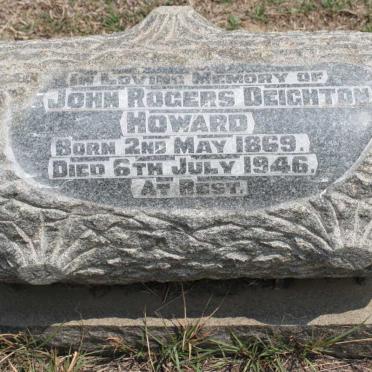 In Loving Memory of
John Rogers Deighton
Howard
Born 2nd May 1869.
Died 6th July 1946.
At Rest.